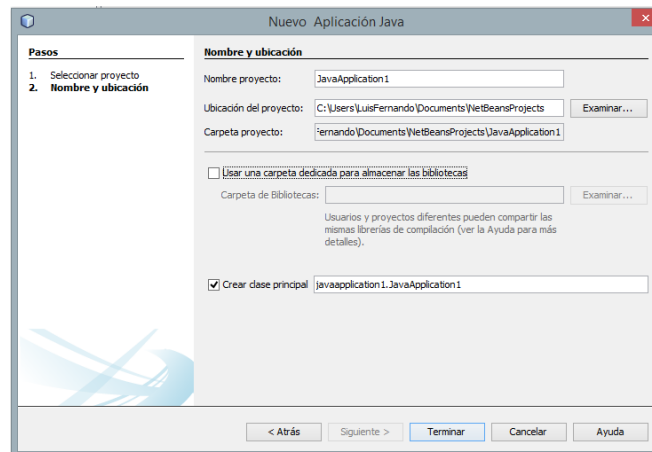 Nuevo Aplicación Java
Pasos
1. Seleccionar proyecto
2. Nombre y ubicación
Nombre y ubicación
Nombre proyecto: JavaApplication1
Ubicación del proyecto: C:\Users\LuisFernando\Documents\NetBeansProjects Examinar...
Carpeta proyecto: Fernando\Documents\NetBeansProjects\JavaApplication1
Usar una carpeta dedicada para almacenar las bibliotecas
Carpeta de Bibliotecas: Examinar...
Usuarios y proyectos diferentes pueden compartir las
mismas librerías de compilación (ver la Ayuda para más
detalles).
Crear clase principal javaapplication1.JavaApplication1
< Atrás Siguiente > Terminar Cancelar Ayuda